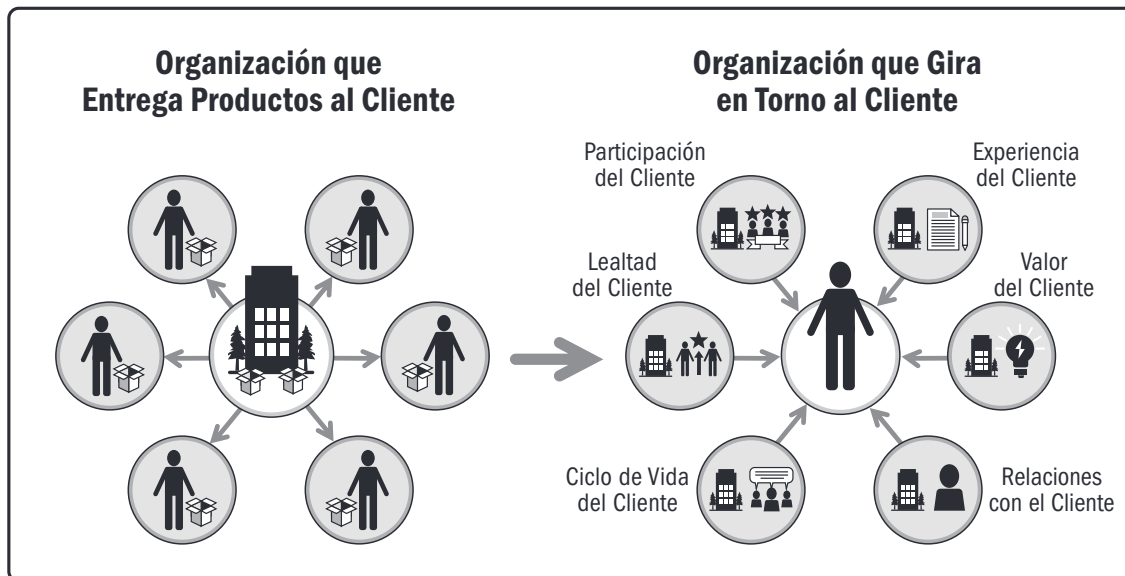 Organización que
Entrega Productos al Cliente
Organización que Gira
en Torno al Cliente
Participación
del Cliente
Experiencia
del Cliente
Lealtad
del Cliente
Valor
del Cliente
Ciclo de Vida
del Cliente
Relaciones
con el Cliente